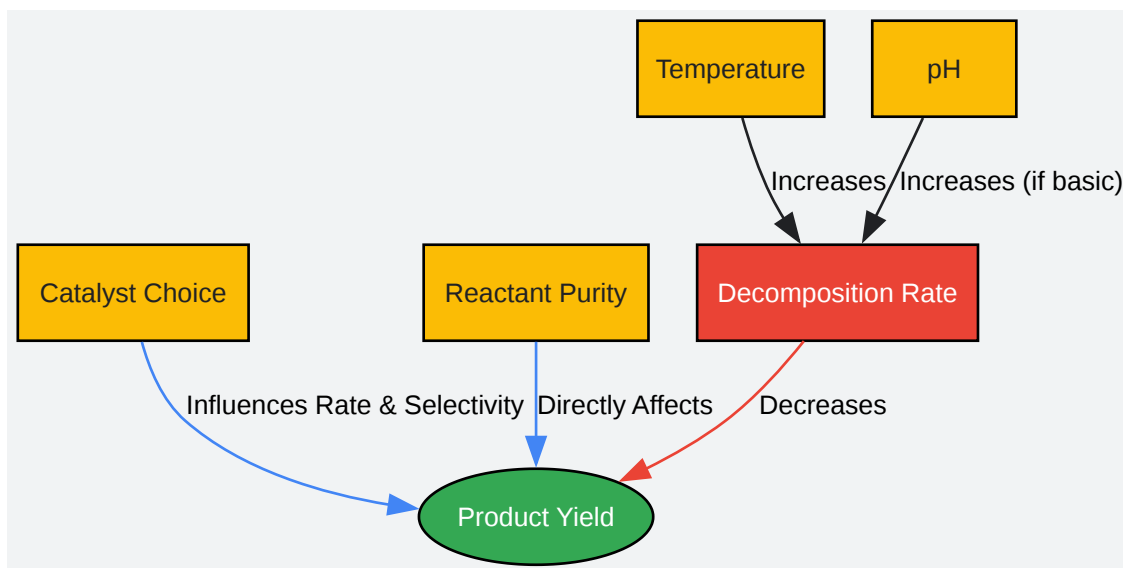 Temperature
pH
Increases
Increases (if basic)
Catalyst Choice
Reactant Purity
Decomposition Rate
Influences Rate & Selectivity
Directly Affects
Decreases
Product Yield